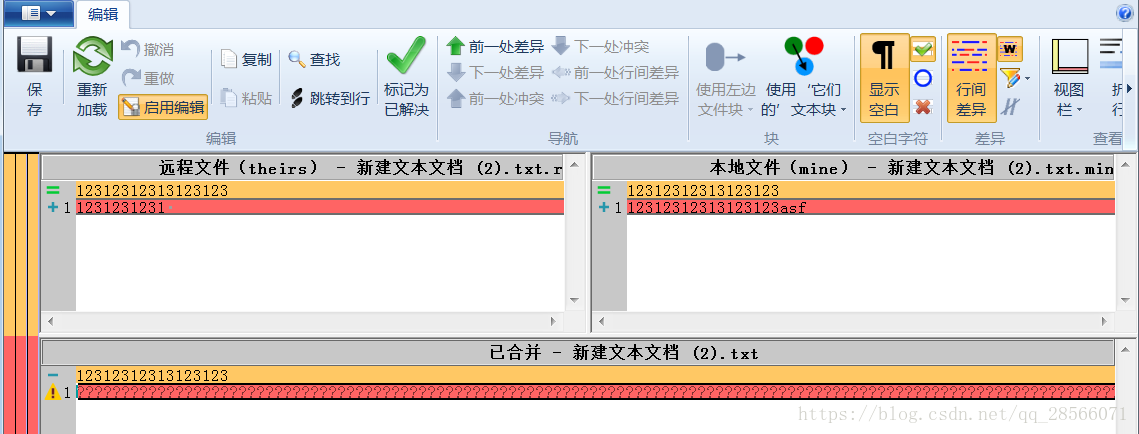 编辑
保存
重新加载
撤消
重做
启用编辑
复制
粘贴
查找
跳转到行
编辑
标记为已解决
前一处差异
下一处差异
前一处冲突
下一处冲突
前一处行间差异
下一处行间差异
导航
使用左边文件块
使用‘它们的’文本块
块
显示空白
空白字符
行间差异
差异
视图栏
查看
远程文件 (theirs) - 新建文本文档 (2).txt.r
12312312313123123
1 1231231231
本地文件 (mine) - 新建文本文档 (2).txt.min
12312312313123123
1 12312312313123123asf
已合并 - 新建文本文档 (2).txt
12312312313123123
1
https://blog.csdn.net/qq_28566071